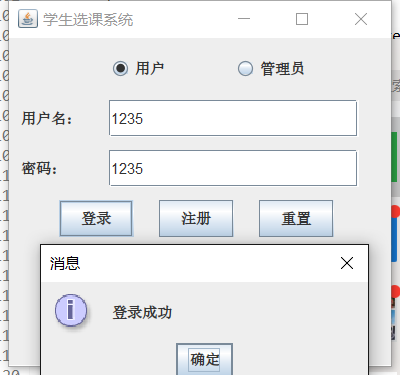 学生选课系统
用户 管理员
用户名： 1235
密码： 1235
登录 注册 重置
消息
登录成功
确定